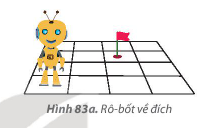 Hình 83a. Rô-bốt về đích